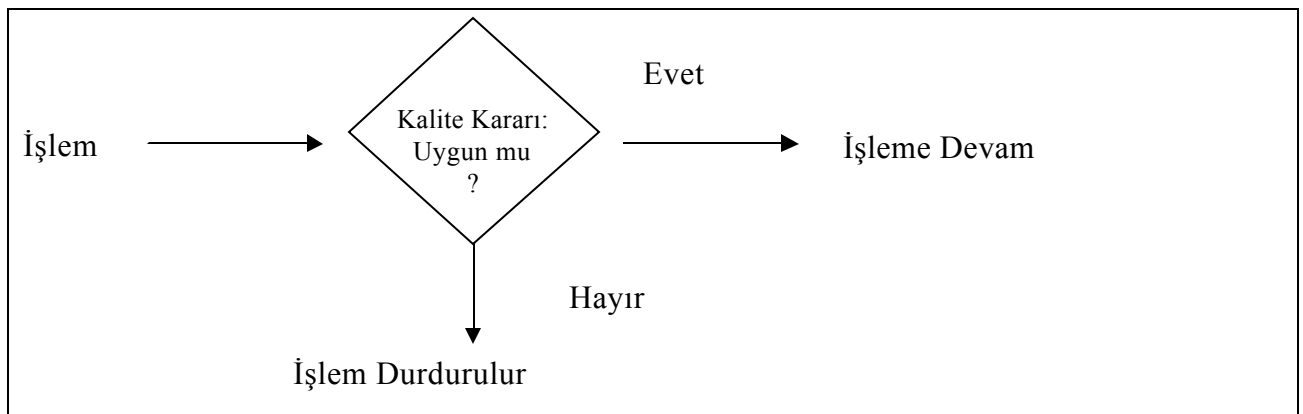 Evet
Kalite Kararı:
Uygun mu
?
İşlem
İşleme Devam
Hayır
İşlem Durdurulur